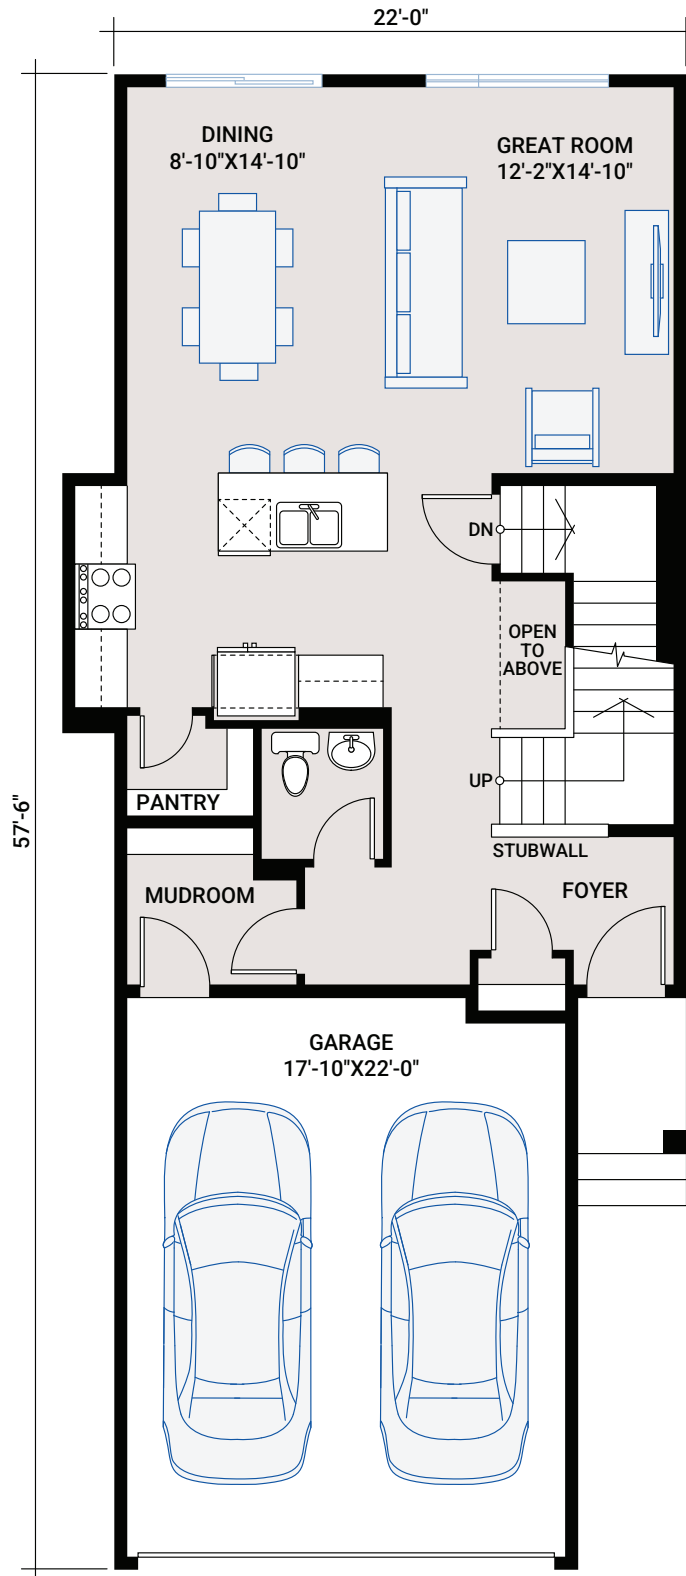 22'-0"
DINING
8'-10"X14'-10"
GREAT ROOM
12'-2"X14'-10"
DN
OPEN
TO
ABOVE
UP
57'-6"
PANTRY
STUBWALL
MUDROOM
FOYER
GARAGE
17'-10"X22'-0"